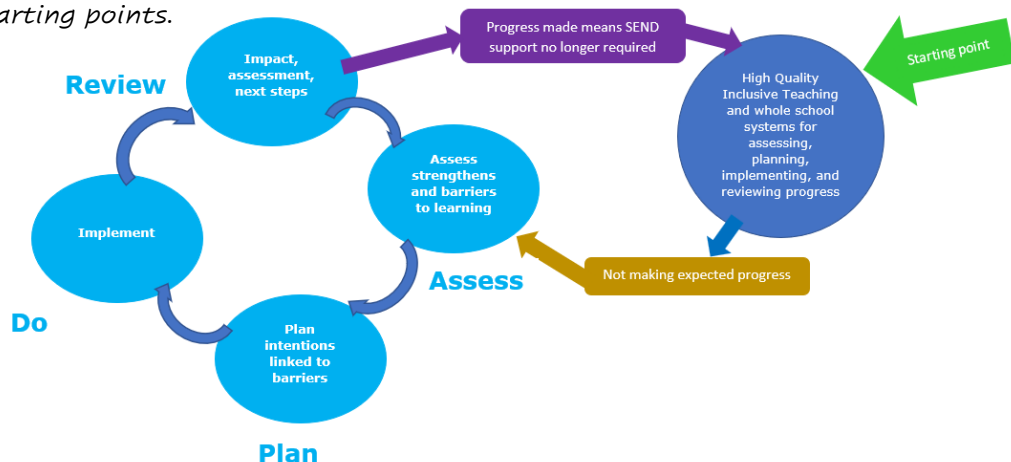 arting points.
Progress made means SEND
support no longer required
Starting point
Impact,
assessment,
next steps
Review
High Quality
Inclusive Teaching
and whole school
systems for
assessing,
planning,
implementing, and
reviewing progress
Assess
strengthens
and barriers
to learning
Implement
Not making expected progress
Assess
Do
Plan
intentions
linked to
barriers
Plan